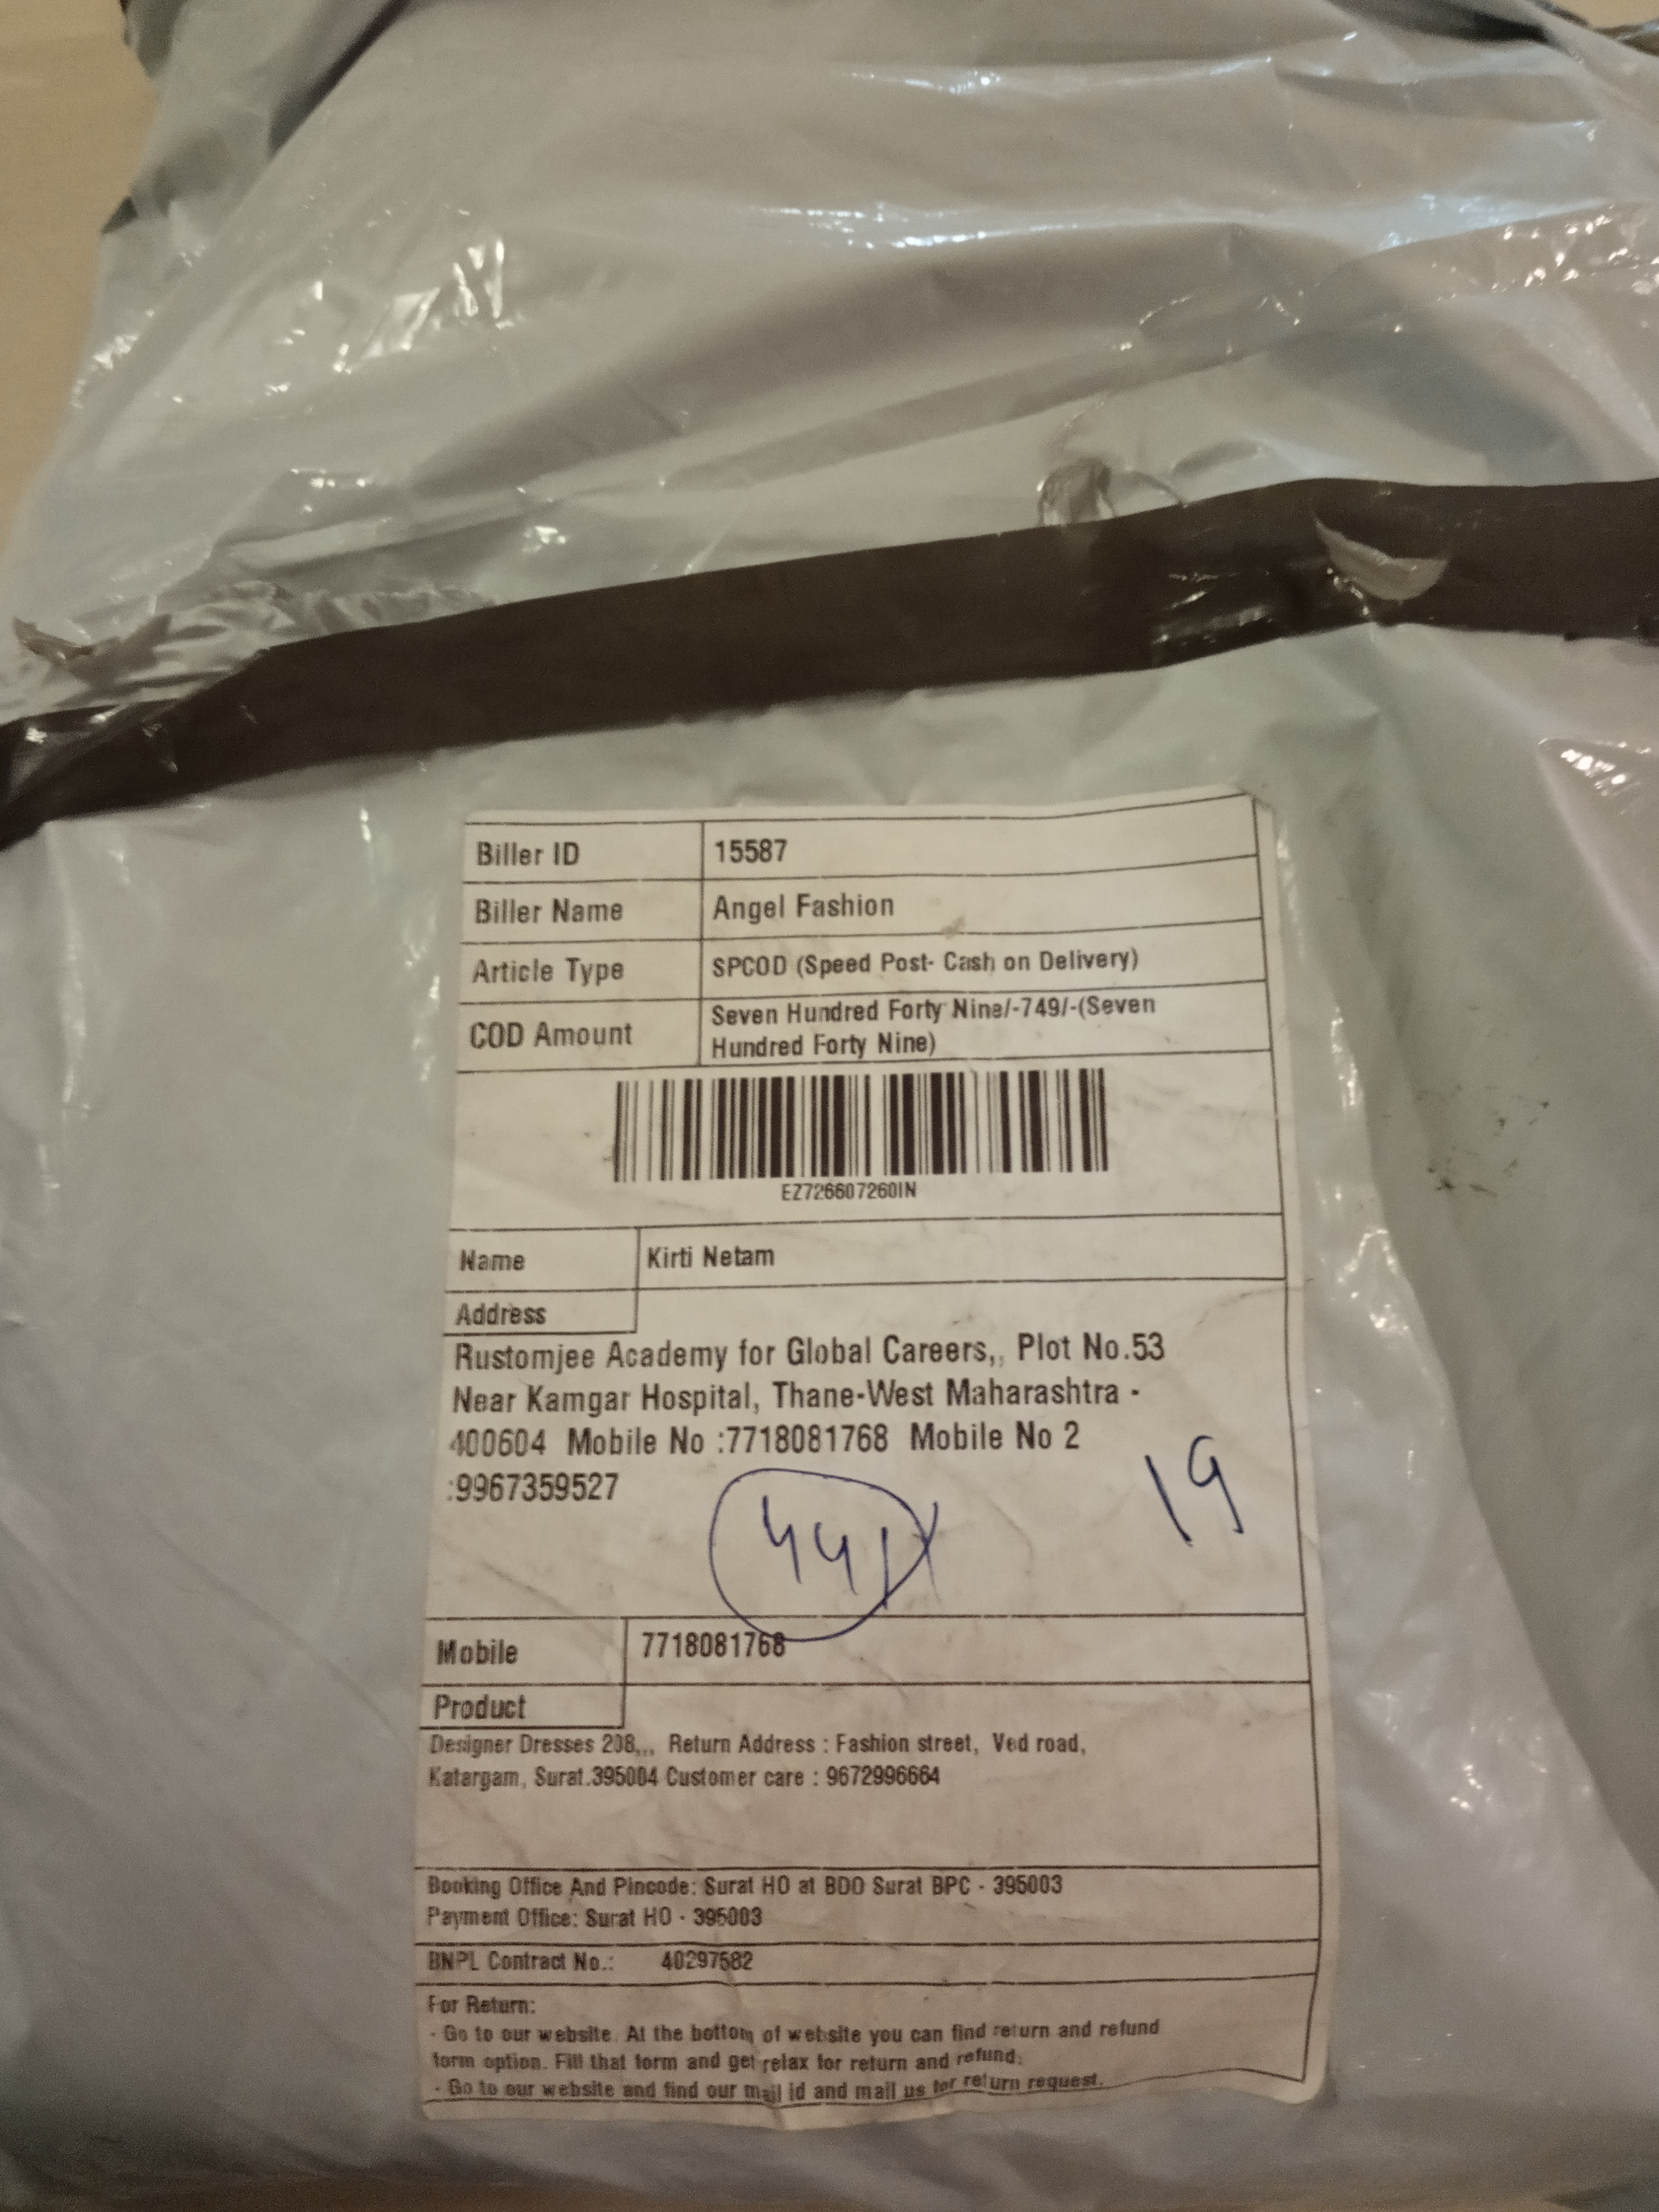 Biller ID 15587
Biller Name Angel Fashion
Article Type SPCOD (Speed Post- Cash on Delivery)
COD Amount Seven Hundred Forty Nine/-749/-(Seven
Hundred Forty Nine)
EZ726607260IN
Name Kirti Netam
Address
Rustomjee Academy for Global Careers,, Plot No.53
Near Kamgar Hospital, Thane-West Maharashtra -
400604 Mobile No :7718081768 Mobile No 2
:9967359527
19
Mobile 7718081768
Product
Designer Dresses 208,,, Return Address : Fashion street, Ved road,
Katargam, Surat.395004 Customer care : 9672996664
Booking Office And Pincode: Surat HO at BDO Surat BPC - 395003
Payment Office: Surat HO - 395003
BNPL Contract No.: 40297582
For Return:
- Go to our website. At the bottom of website you can find return and refund
form option. Fill that form and get relax for return and refund.
- Go to our website and find our mail id and mail us for return request.